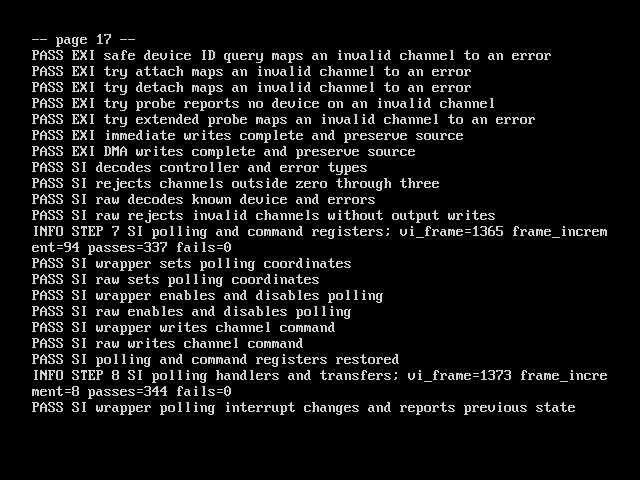 -- page 17 --
PASS EXI safe device ID query maps an invalid channel to an error
PASS EXI try attach maps an invalid channel to an error
PASS EXI try detach maps an invalid channel to an error
PASS EXI try probe reports no device on an invalid channel
PASS EXI try extended probe maps an invalid channel to an error
PASS EXI immediate writes complete and preserve source
PASS EXI DMA writes complete and preserve source
PASS SI decodes controller and error types
PASS SI rejects channels outside zero through three
PASS SI raw decodes known device and errors
PASS SI raw rejects invalid channels without output writes
INFO STEP 7 SI polling and command registers; vi_frame=1365 frame_increm
ent=94 passes=337 fails=0
PASS SI wrapper sets polling coordinates
PASS SI raw sets polling coordinates
PASS SI wrapper enables and disables polling
PASS SI raw enables and disables polling
PASS SI wrapper writes channel command
PASS SI raw writes channel command
PASS SI polling and command registers restored
INFO STEP 8 SI polling handlers and transfers; vi_frame=1373 frame_incre
ment=8 passes=344 fails=0
PASS SI wrapper polling interrupt changes and reports previous state